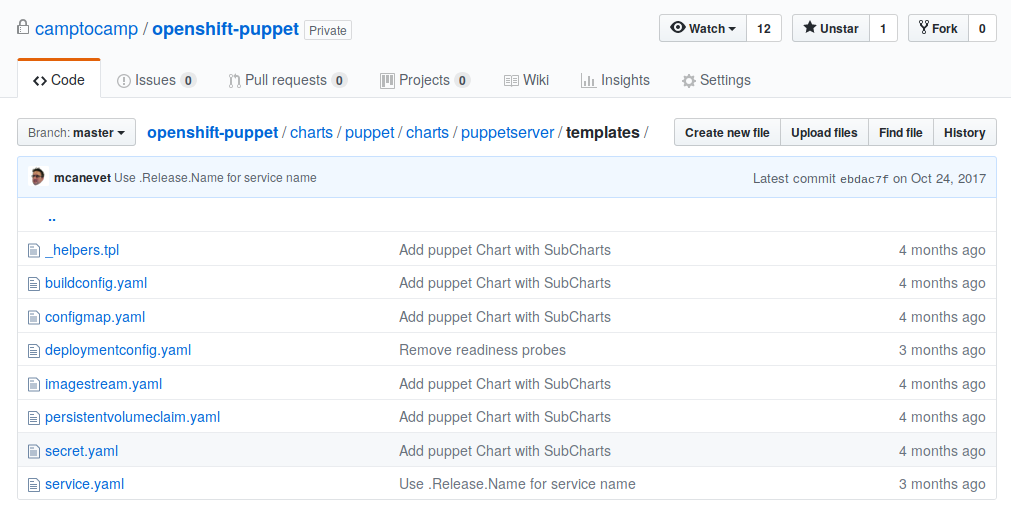 camptocamp / openshift-puppet Private Watch 12 Unstar 1 Fork 0
Code Issues 0 Pull requests 0 Projects 0 Wiki Insights Settings
Branch: master openshift-puppet / charts / puppet / charts / puppetserver / templates / Create new file Upload files Find file History
mcanevet Use .Release.Name for service name Latest commit ebdac7f on Oct 24, 2017
..
_helpers.tpl Add puppet Chart with SubCharts 4 months ago
buildconfig.yaml Add puppet Chart with SubCharts 4 months ago
configmap.yaml Add puppet Chart with SubCharts 4 months ago
deploymentconfig.yaml Remove readiness probes 3 months ago
imagestream.yaml Add puppet Chart with SubCharts 4 months ago
persistentvolumeclaim.yaml Add puppet Chart with SubCharts 4 months ago
secret.yaml Add puppet Chart with SubCharts 4 months ago
service.yaml Use .Release.Name for service name 3 months ago